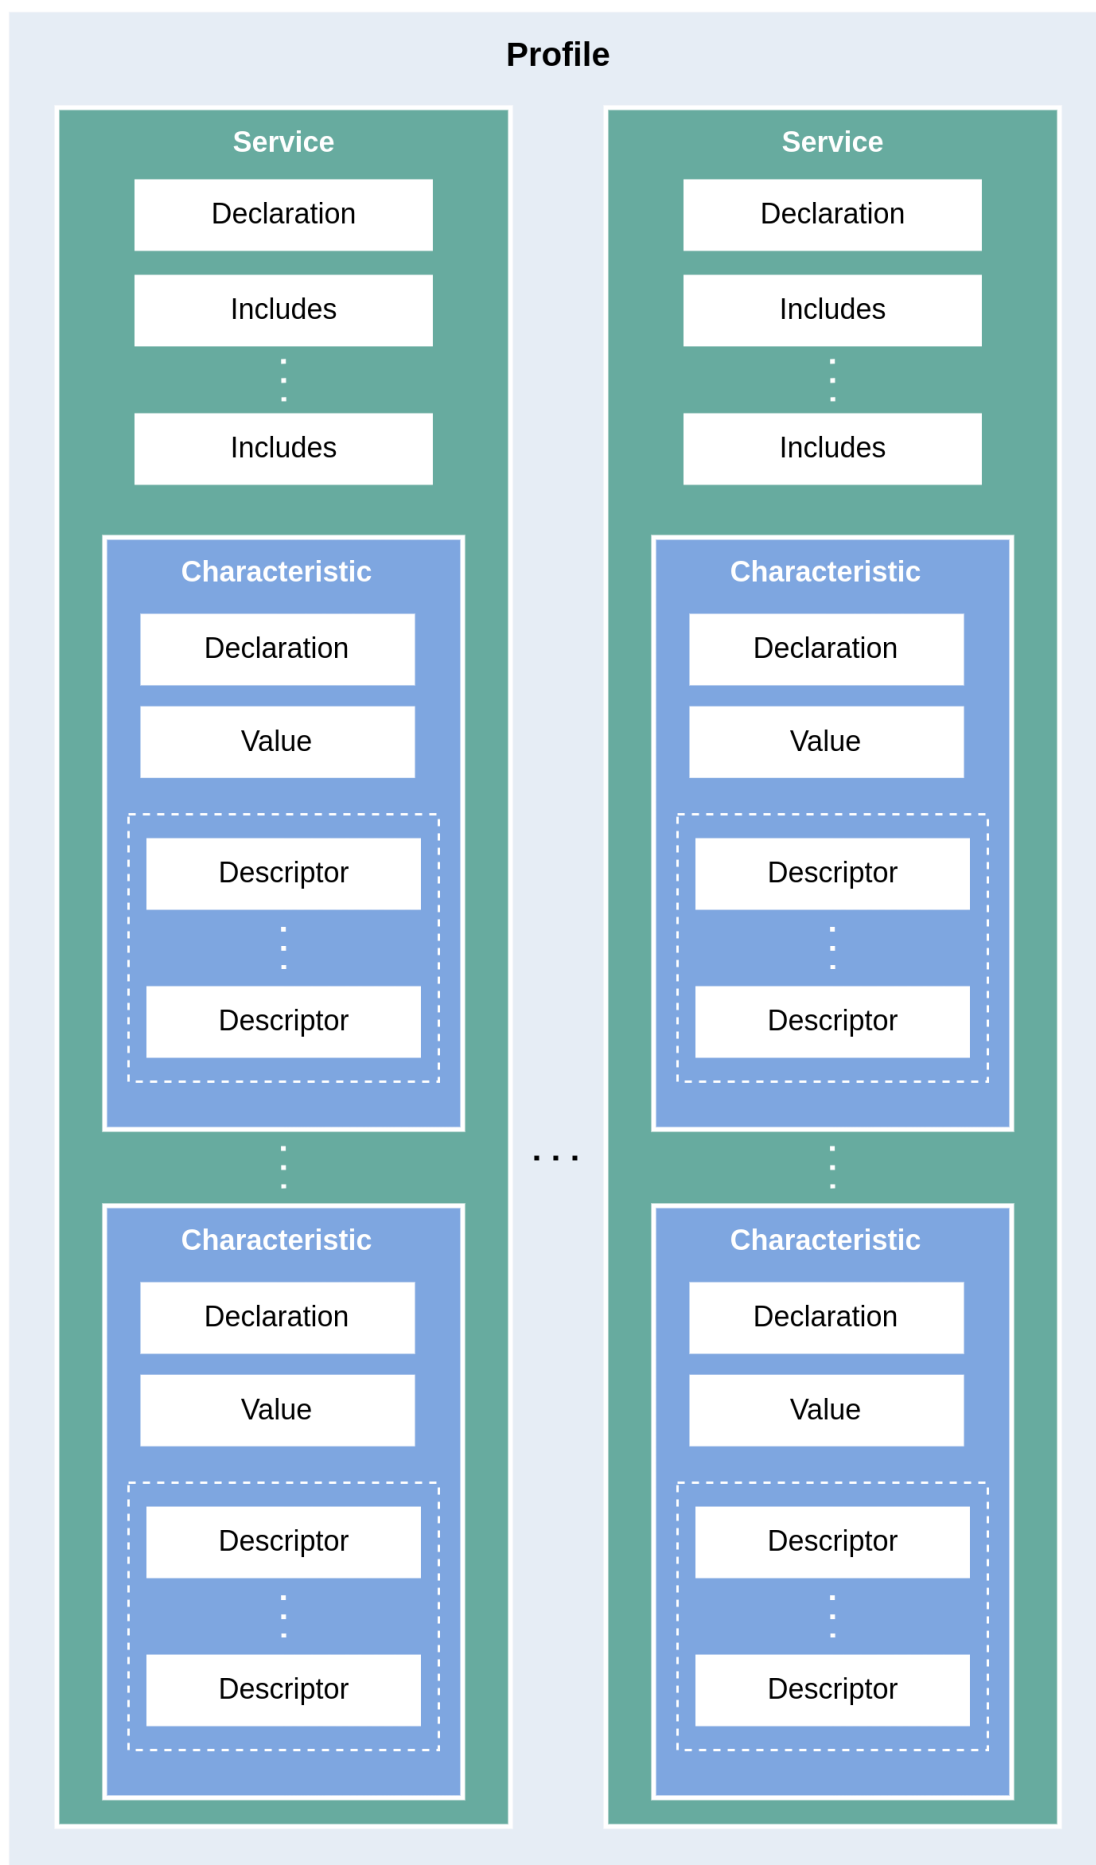 Profile
Service
Declaration
Includes
Includes
Characteristic
Declaration
Value
Descriptor
Descriptor
Characteristic
Declaration
Value
Descriptor
Descriptor
. . .
Service
Declaration
Includes
Includes
Characteristic
Declaration
Value
Descriptor
Descriptor
Characteristic
Declaration
Value
Descriptor
Descriptor